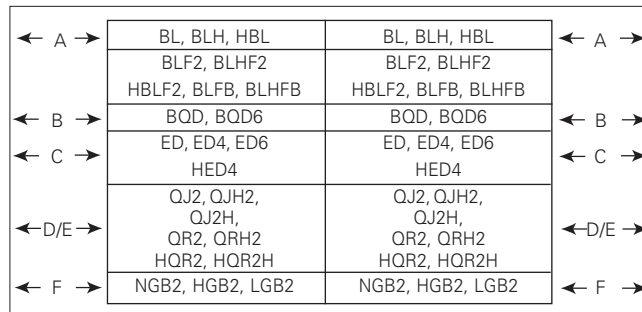 A BL, BLH, HBL BL, BLH, HBL A
BLF2, BLHF2 BLF2, BLHF2
HBLF2, BLFB, BLHFB HBLF2, BLFB, BLHFB
B BQD, BQD6 BQD, BQD6 B
C ED, ED4, ED6 ED, ED4, ED6 C
HED4 HED4
QJ2, QJH2, QJ2, QJH2,
QJ2H, QJ2H,
D/E QR2, QRH2 QR2, QRH2 D/E
HQR2, HQR2H HQR2, HQR2H
F NGB2, HGB2, LGB2 NGB2, HGB2, LGB2 F